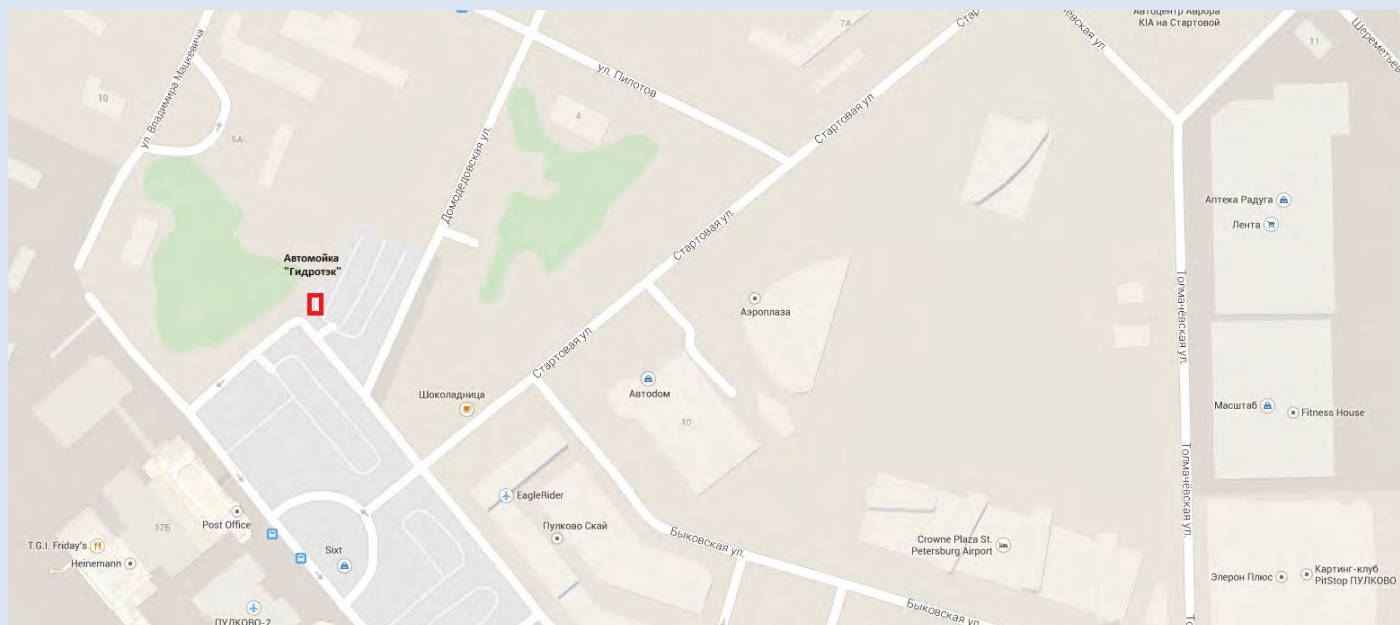 Автоцентр Аврора
KIA на Стартовой
7А
11
10
ул. Владимира Мацкевича
6А
ул. Пилотов
4
Домодедовская ул.
Стартовая ул.
Стартовая ул.
Стартовая ул.
Автомойка
"Гидротэк"
Аптека Радуга
Лента
Аэроплаза
Толмачёвская ул.
Шоколадница
Автоdом
10
Масштаб
Fitness House
Толмачёвская ул.
EagleRider
Пулково Скай
Быковская ул.
Быковская ул.
Crowne Plaza St.
Petersburg Airport
Post Office
17Б
T.G.I. Friday's
Heinemann
Sixt
Элерон Плюс
Картинг-клуб
PitStop ПУЛКОВО
ПУЛКОВО-2